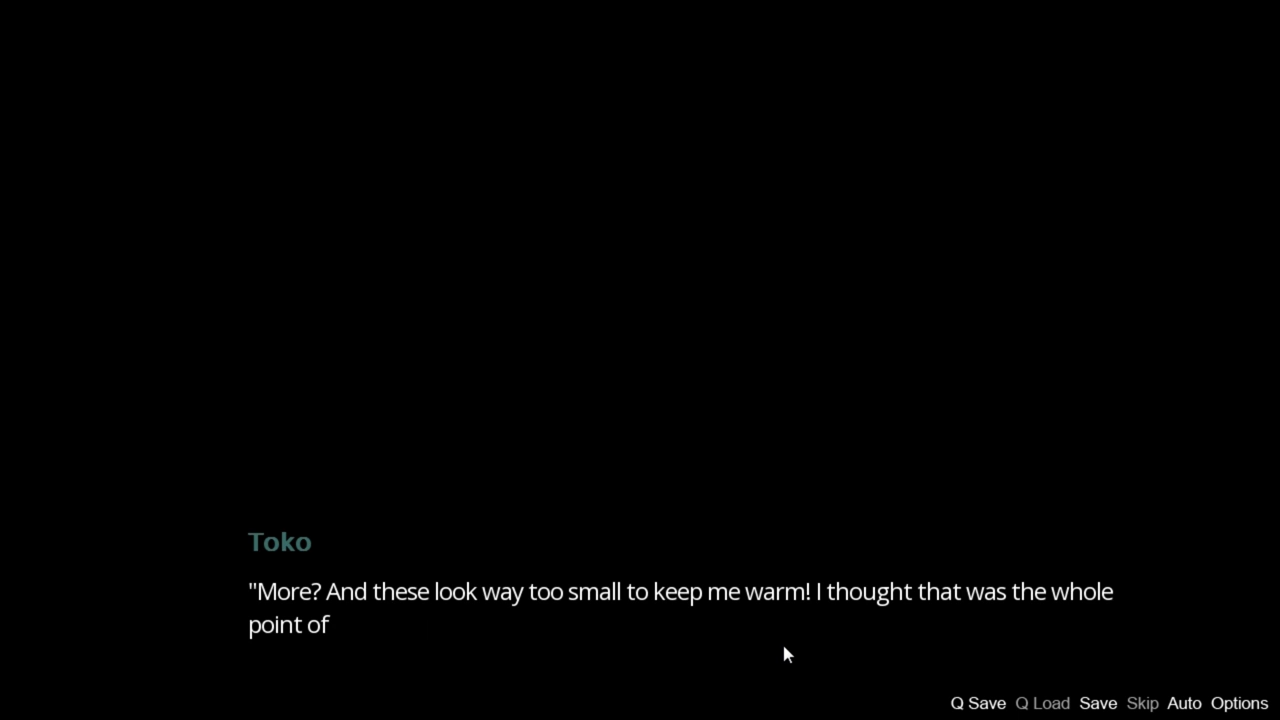 Toko
"More? And these look way too small to keep me warm! I thought that was the whole
point of
Q Save Q Load Save Skip Auto Options